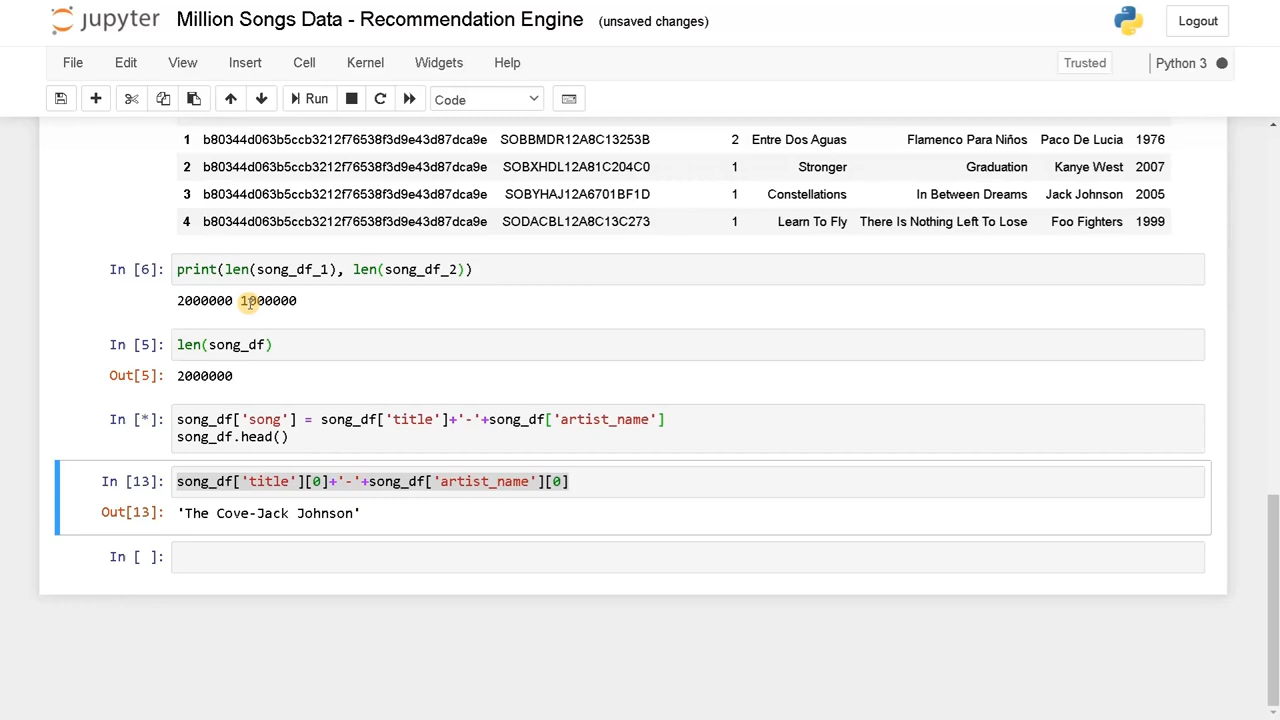 jupyter Million Songs Data - Recommendation Engine (unsaved changes) Logout
File Edit View Insert Cell Kernel Widgets Help Trusted Python 3
Run Code
1 b80344d063b5ccb3212f76538f3d9e43d87dca9e SOBBMDR12A8C13253B 2 Entre Dos Aguas Flamenco Para Niños Paco De Lucia 1976
2 b80344d063b5ccb3212f76538f3d9e43d87dca9e SOBXHDL12A81C204C0 1 Stronger Graduation Kanye West 2007
3 b80344d063b5ccb3212f76538f3d9e43d87dca9e SOBYHAJ12A6701BF1D 1 Constellations In Between Dreams Jack Johnson 2005
4 b80344d063b5ccb3212f76538f3d9e43d87dca9e SODACBL12A8C13C273 1 Learn To Fly There Is Nothing Left To Lose Foo Fighters 1999
In [6]: print(len(song_df_1), len(song_df_2))
2000000 1000000
In [5]: len(song_df)
Out[5]: 2000000
In [*]: song_df['song'] = song_df['title']+'-'+song_df['artist_name']
song_df.head()
In [13]: song_df['title'][0]+'-'+song_df['artist_name'][0]
Out[13]: 'The Cove-Jack Johnson'
In [ ]: